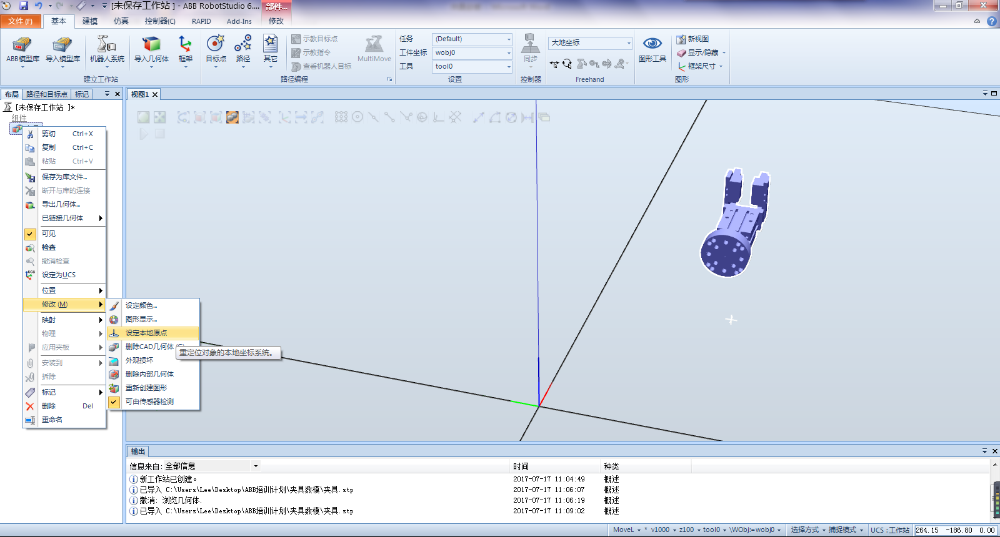 [未保存工作站 ] - ABB RobotStudio 6....
部件...
文件(F) 基本 建模 仿真 控制器(C) RAPID Add-Ins 修改
ABB模型库 导入模型库 机器人系统 导入几何体 框架
建立工作站
目标点 路径 其它
示教目标点
示教指令
查看机器人目标
MultiMove
路径编程
任务 (Default)
工件坐标 wobj0
工具 tool0
设置
同步
控制器
大地坐标
Freehand
图形工具
新视图
显示/隐藏
框架尺寸
图形
布局 路径和目标点 标记
视图1
[未保存工作站 ]*
组件
剪切 Ctrl+X
复制 Ctrl+C
粘贴 Ctrl+V
保存为库文件...
断开与库的连接
导出几何体...
已链接几何体
可见
检查
撤消检查
设定为UCS
位置
修改 (M)
映射
物理
应用夹板
安装到
拆除
标记
删除 Del
重命名
设定颜色...
图形显示...
设定本地原点
删除CAD几何体
外观损坏
删除内部几何体
重新创建图形
可由传感器检测
重定位对象的本地坐标系统。
输出
信息来自: 全部信息 时间 种类
新工作站已创建。 2017-07-17 11:04:49 概述
已导入 C:\Users\Lee\Desktop\ABB培训计划\夹具数模\夹具.stp 2017-07-17 11:06:07 概述
撤消: 浏览几何体. 2017-07-17 11:06:19 概述
已导入 C:\Users\Lee\Desktop\ABB培训计划\夹具数模\夹具.stp 2017-07-17 11:09:02 概述
MoveL * v1000 z100 tool0 \WObj:=wobj0 选择方式 捕捉模式 UCS : 工作站 264.15 -186.80 0.00